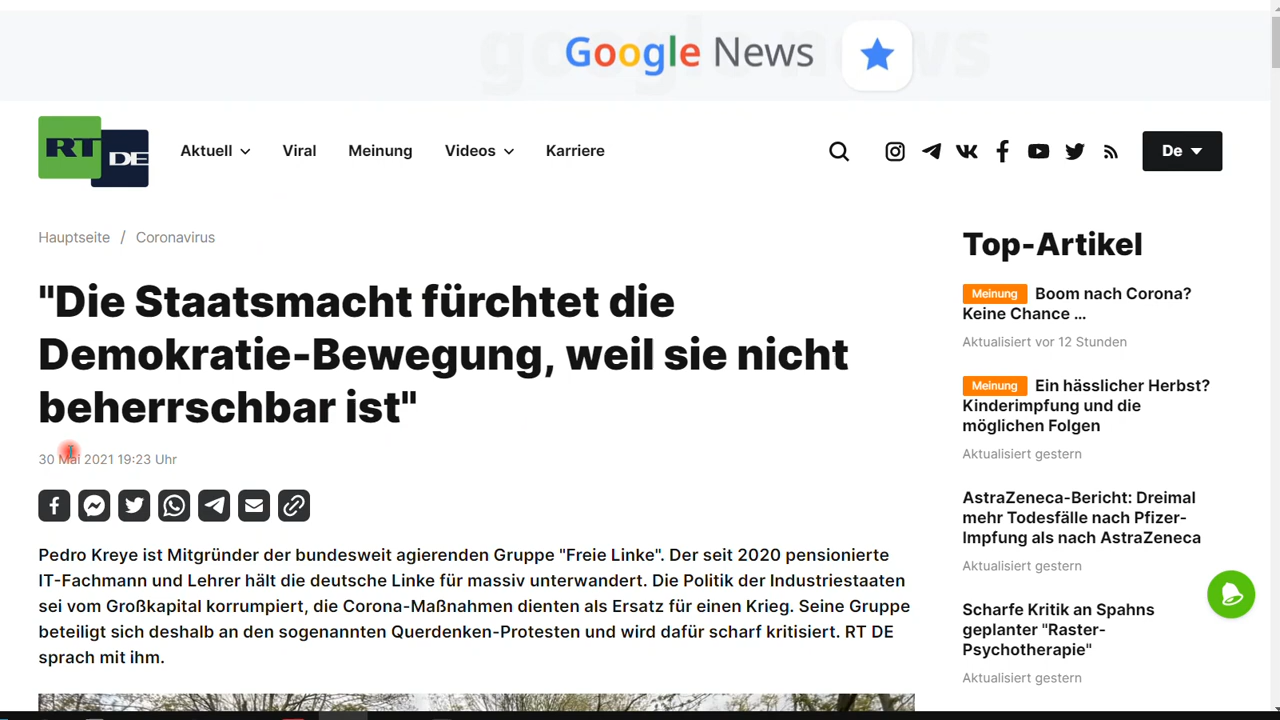 Google News
RT DE
Aktuell
Viral
Meinung
Videos
Karriere
De
Hauptseite / Coronavirus
"Die Staatsmacht fürchtet die
Demokratie-Bewegung, weil sie nicht
beherrschbar ist"
30 Mai 2021 19:23 Uhr
Pedro Kreye ist Mitgründer der bundesweit agierenden Gruppe "Freie Linke". Der seit 2020 pensionierte
IT-Fachmann und Lehrer hält die deutsche Linke für massiv unterwandert. Die Politik der Industriestaaten
sei vom Großkapital korrumpiert, die Corona-Maßnahmen dienten als Ersatz für einen Krieg. Seine Gruppe
beteiligt sich deshalb an den sogenannten Querdenken-Protesten und wird dafür scharf kritisiert. RT DE
sprach mit ihm.
Top-Artikel
Meinung Boom nach Corona?
Keine Chance ...
Aktualisiert vor 12 Stunden
Meinung Ein hässlicher Herbst?
Kinderimpfung und die
möglichen Folgen
Aktualisiert gestern
AstraZeneca-Bericht: Dreimal
mehr Todesfälle nach Pfizer-
Impfung als nach AstraZeneca
Aktualisiert gestern
Scharfe Kritik an Spahns
geplanter "Raster-
Psychotherapie"
Aktualisiert gestern